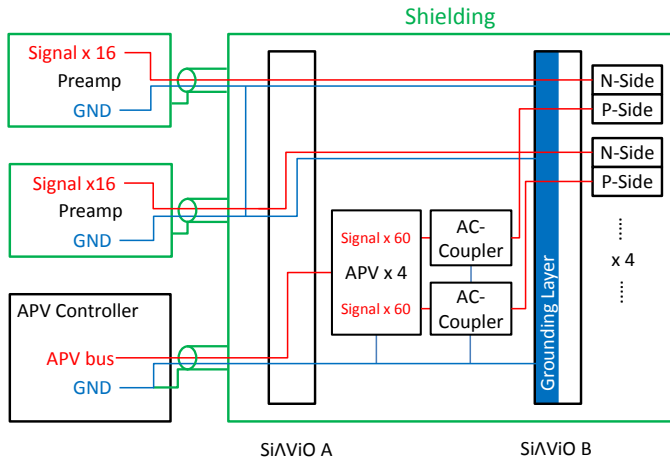 Shielding
Signal x 16
Preamp
GND
N-Side
P-Side
Signal x16
Preamp
GND
N-Side
P-Side
Signal x 60
AC-
Coupler
APV x 4
x 4
Signal x 60
AC-
Coupler
APV Controller
APV bus
GND
Grounding Layer
SiΛViO A
SiΛViO B